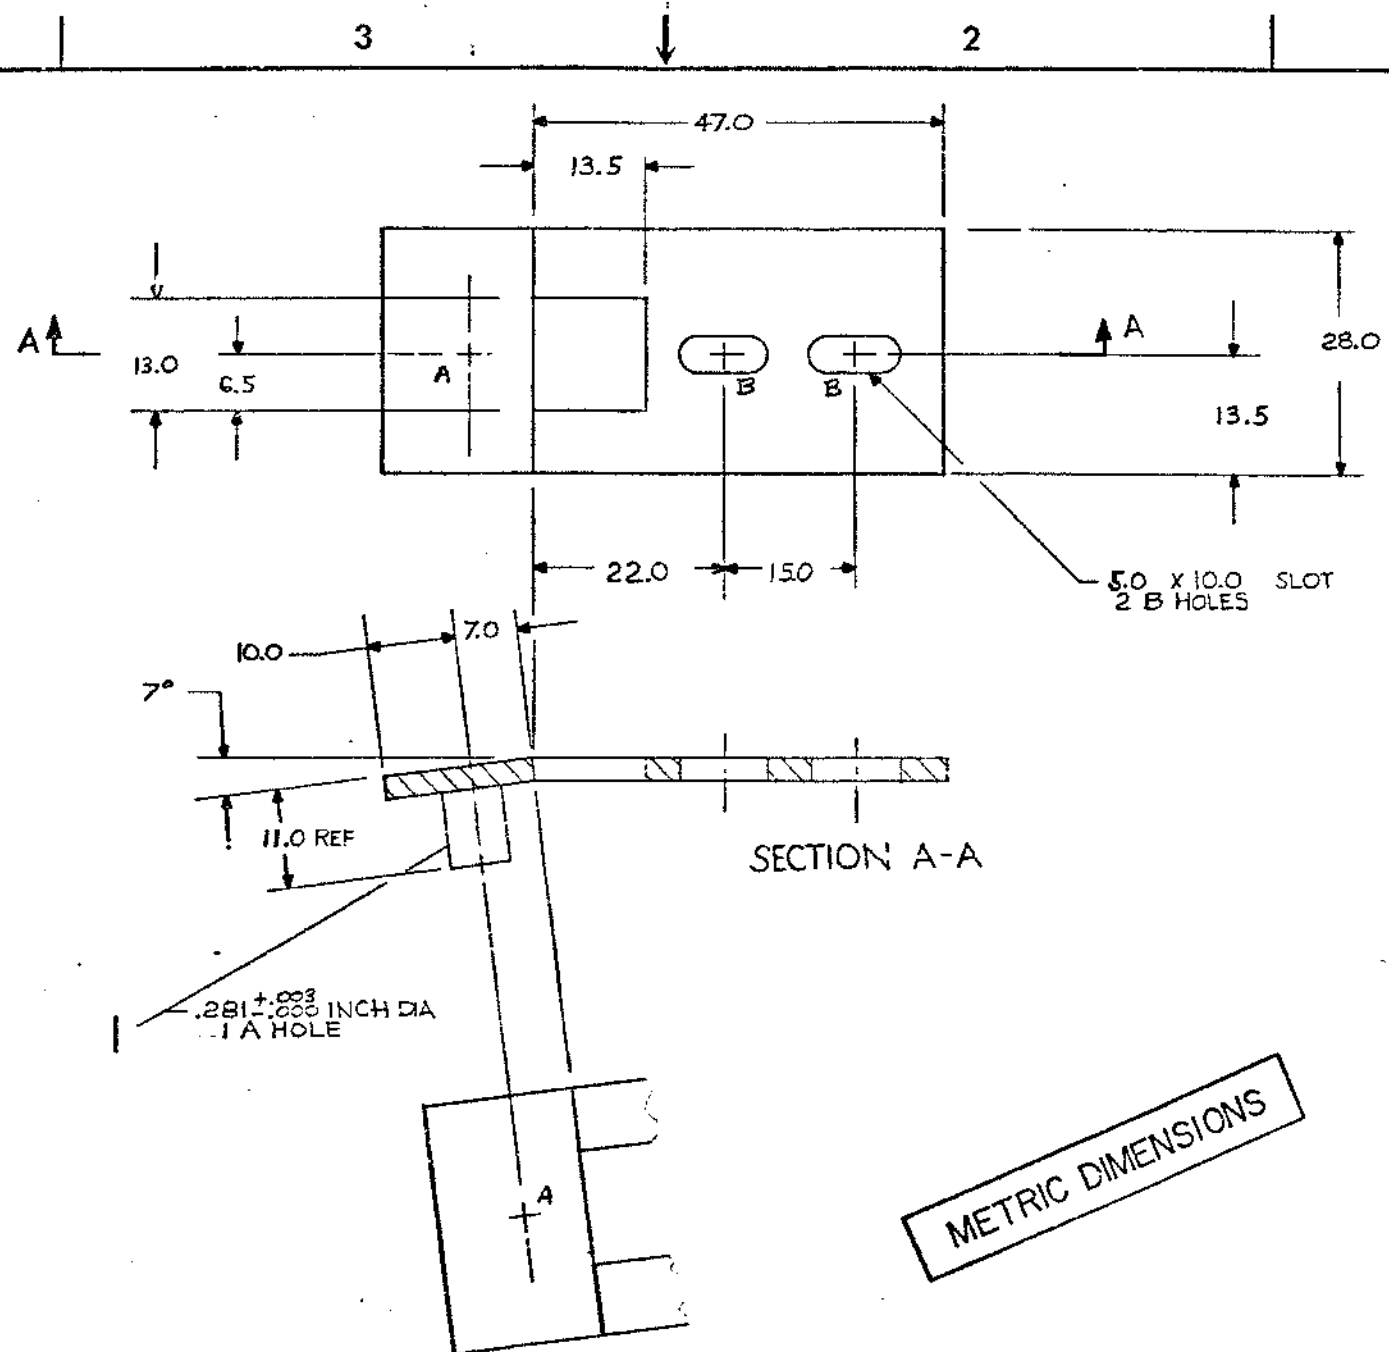 3 2
47.0
13.5
A A
13.0 6.5 A B B 28.0
13.5
22.0 15.0
5.0 X 10.0 SLOT
2 B HOLES
10.0 7.0
7°
11.0 REF
SECTION A-A
.281 +.003 -.000 INCH DIA
1 A HOLE
A
METRIC DIMENSIONS